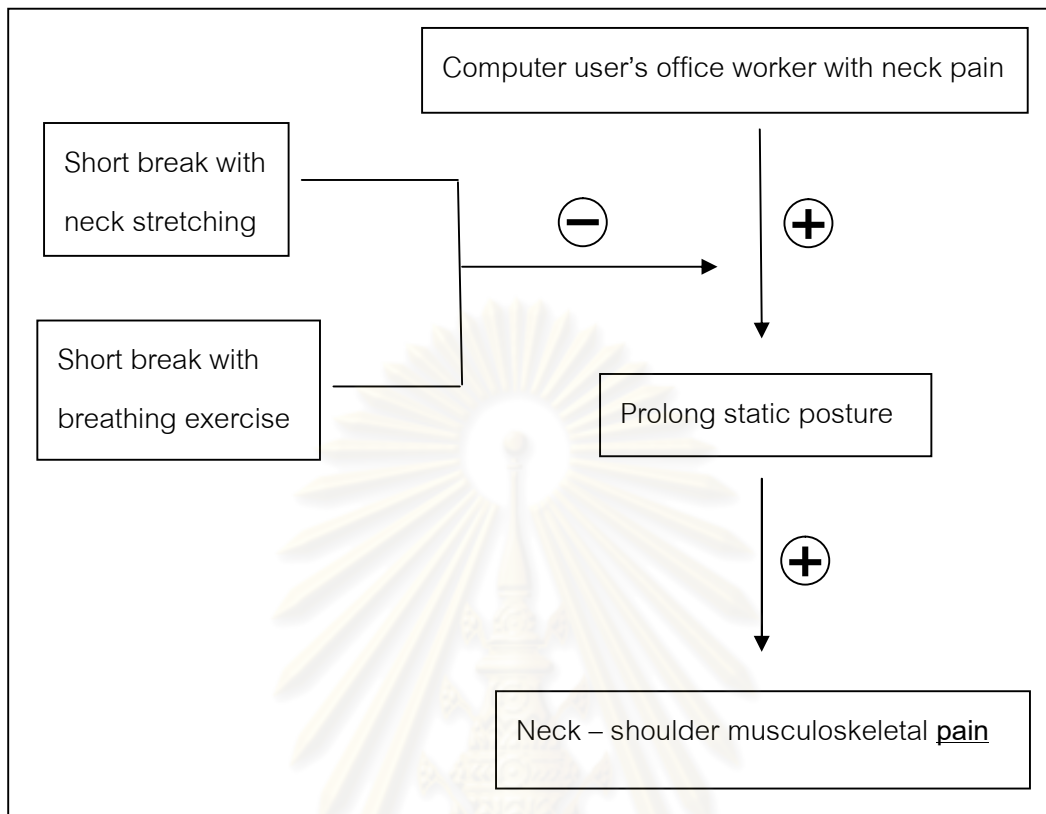 Computer user’s office worker with neck pain
Short break with
neck stretching
−
+
Short break with
breathing exercise
Prolong static posture
+
Neck – shoulder musculoskeletal pain